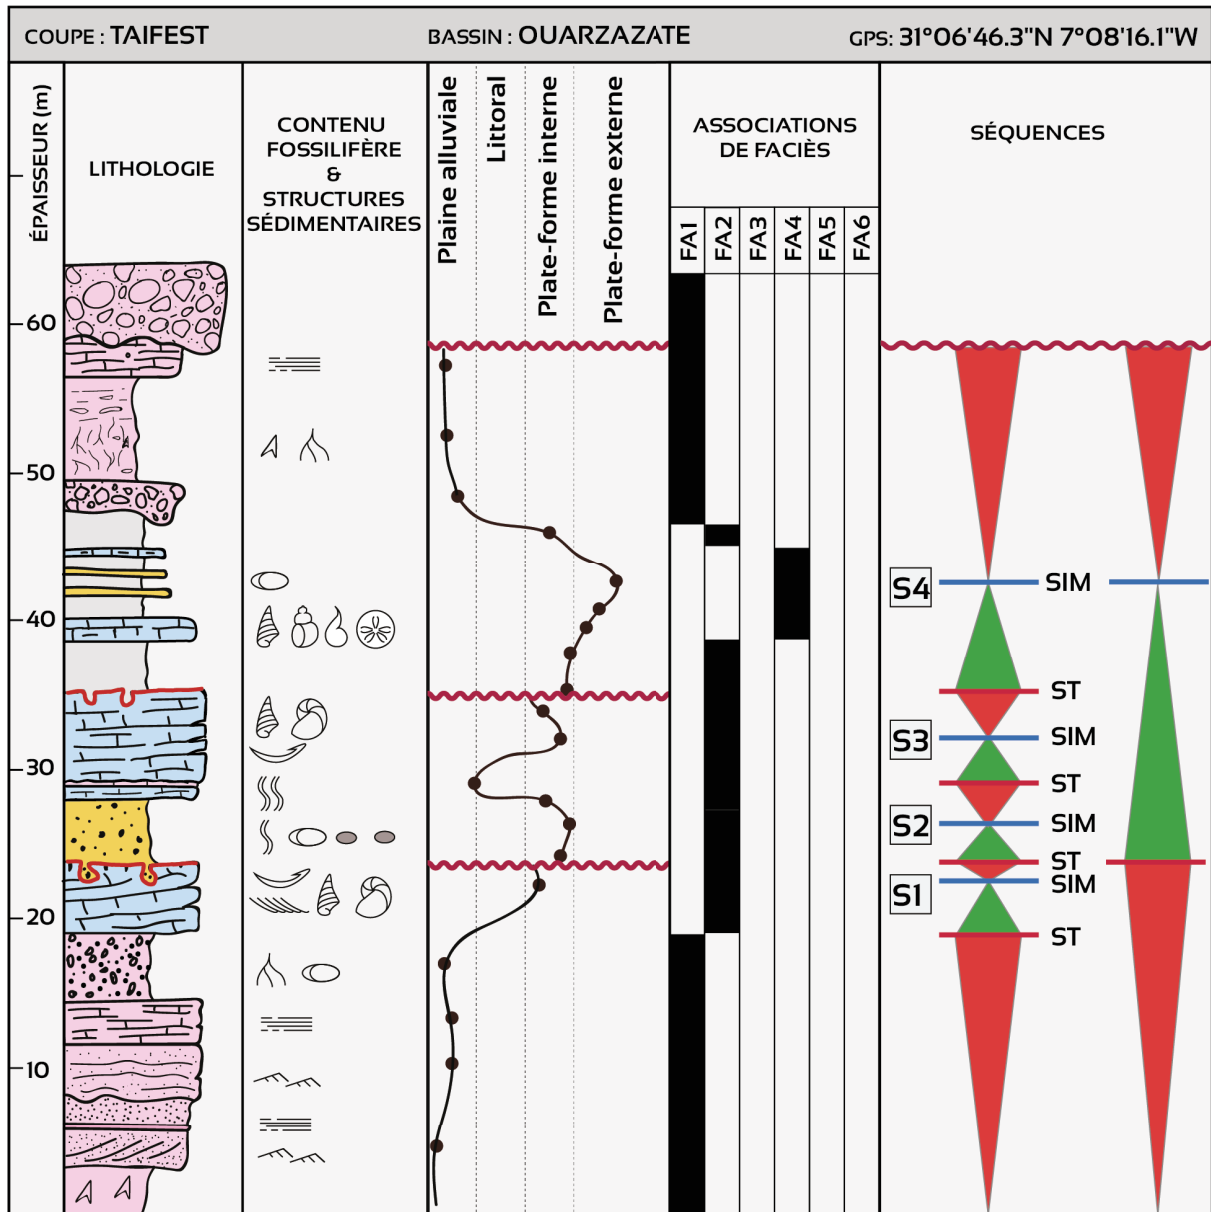 COUPE : TAIFEST
BASSIN : OUARZAZATE
GPS: 31°06'46.3"N 7°08'16.1"W
ÉPAISSEUR (m)
LITHOLOGIE
CONTENU
FOSSILIFÈRE
&
STRUCTURES
SÉDIMENTAIRES
Plaine alluviale
Littoral
Plate-forme interne
Plate-forme externe
ASSOCIATIONS
DE FACIÈS
FA1
FA2
FA3
FA4
FA5
FA6
SÉQUENCES
60
50
40
30
20
10
S4
SIM
ST
S3
SIM
ST
S2
SIM
ST
SIM
S1
ST